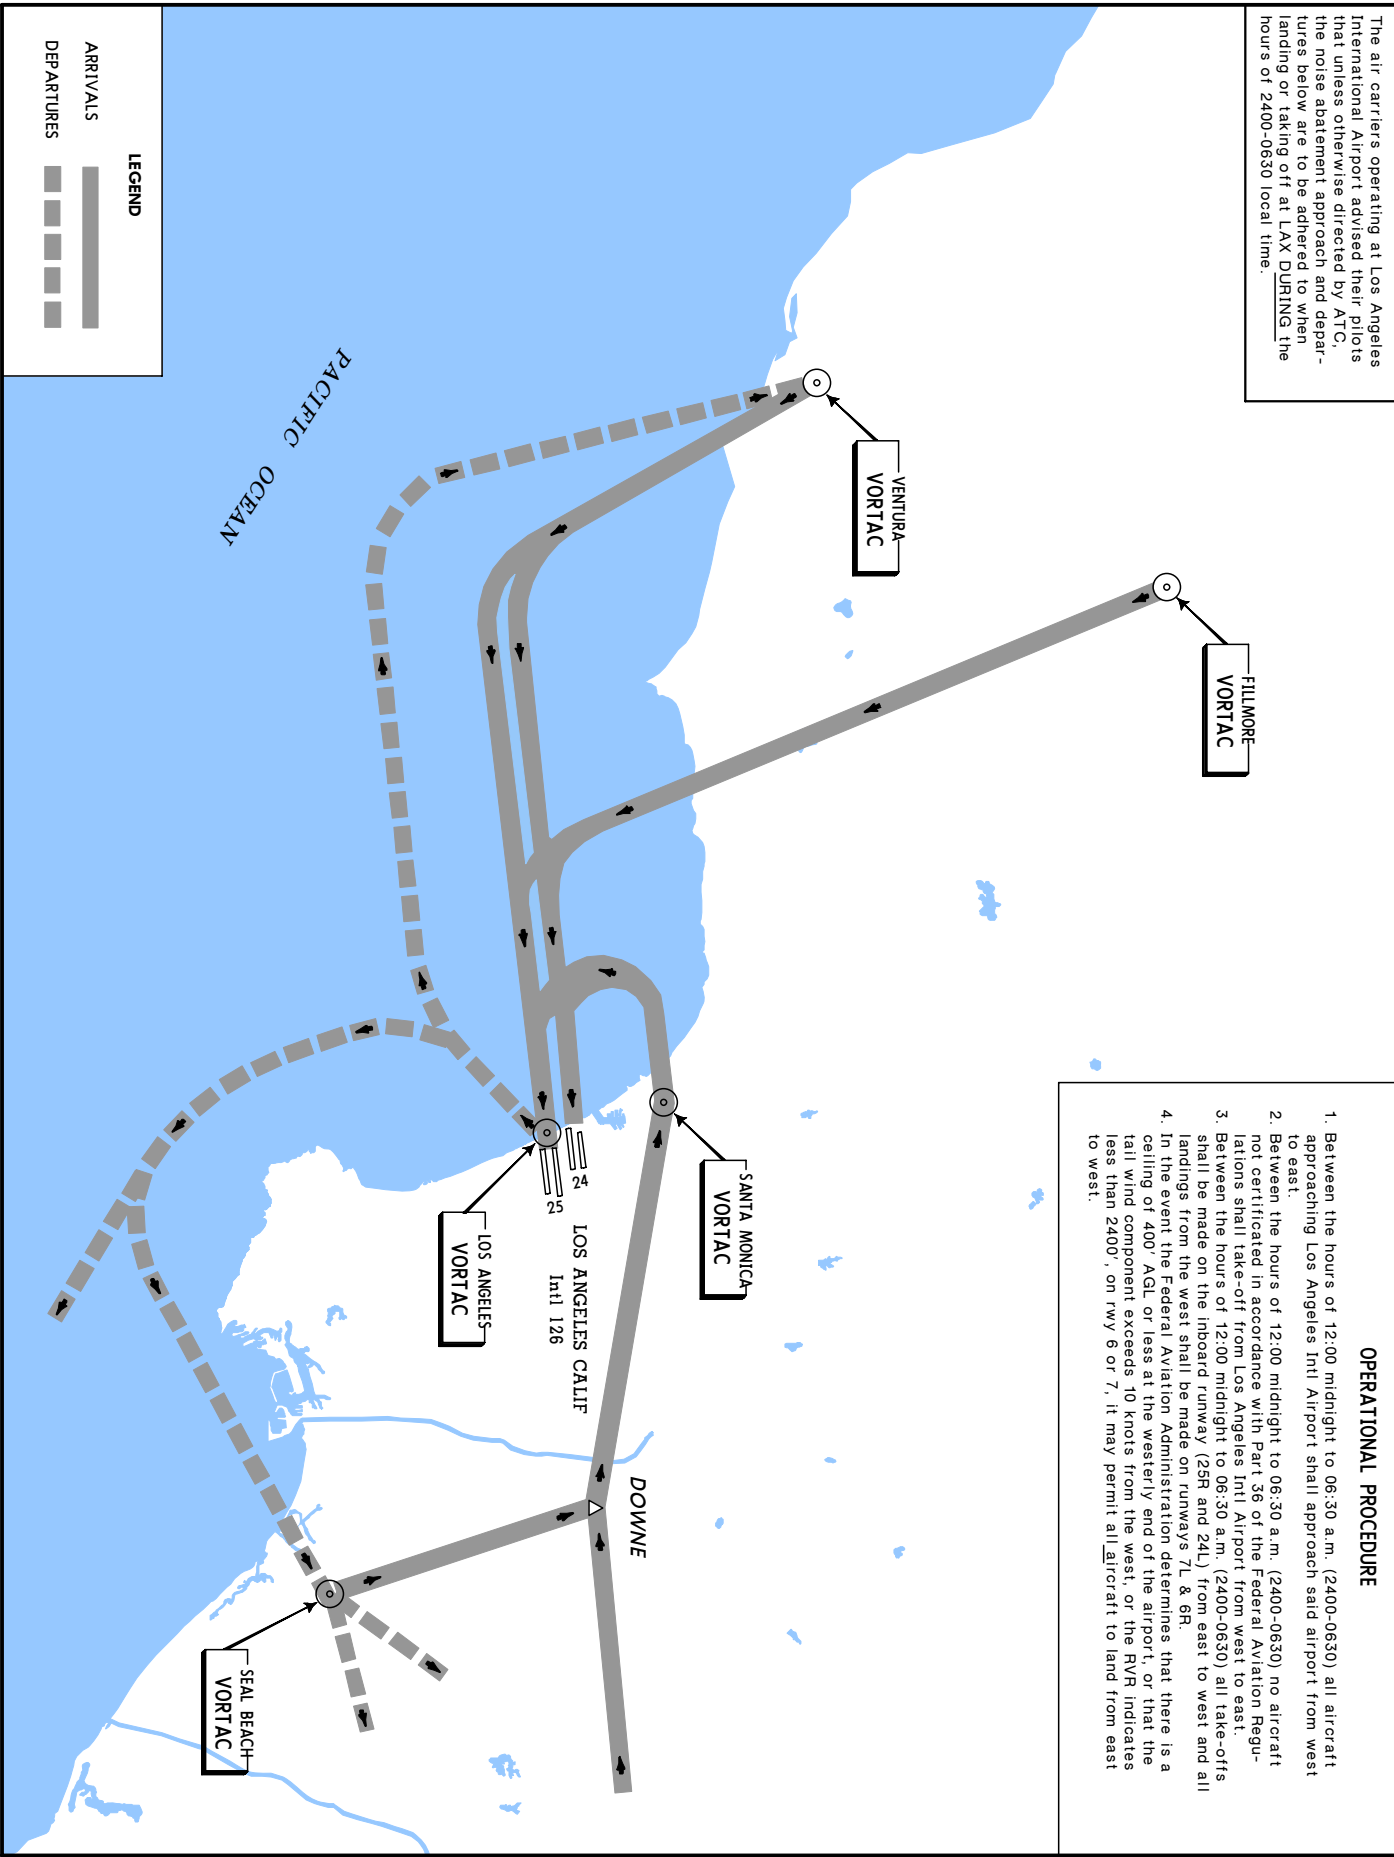 The air carriers operating at Los Angeles
International Airport advised their pilots
that unless otherwise directed by ATC,
the noise abatement approach and depar-
tures below are to be adhered to when
landing or taking off at LAX DURING the
hours of 2400-0630 local time.
OPERATIONAL PROCEDURE
1. Between the hours of 12:00 midnight to 06:30 a.m. (2400-0630) all aircraft
approaching Los Angeles Intl Airport shall approach said airport from west
to east.
2. Between the hours of 12:00 midnight to 06:30 a.m. (2400-0630) no aircraft
not certificated in accordance with Part 36 of the Federal Aviation Regu-
lations shall take-off from Los Angeles Intl Airport from west to east.
3. Between the hours of 12:00 midnight to 06:30 a.m. (2400-0630) all take-offs
shall be made on the inboard runway (25R and 24L) from east to west and all
landings from the west shall be made on runways 7L & 6R.
4. In the event the Federal Aviation Administration determines that there is a
ceiling of 400' AGL or less at the westerly end of the airport, or that the
tail wind component exceeds 10 knots from the west, or the RVR indicates
less than 2400', on rwy 6 or 7, it may permit all aircraft to land from east
to west.
FILLMORE
VORTAC
VENTURA
VORTAC
SANTA MONICA
VORTAC
DOWNE
24
25
LOS ANGELES CALIF
Intl 126
LOS ANGELES
VORTAC
SEAL BEACH
VORTAC
PACIFIC OCEAN
LEGEND
ARRIVALS
DEPARTURES